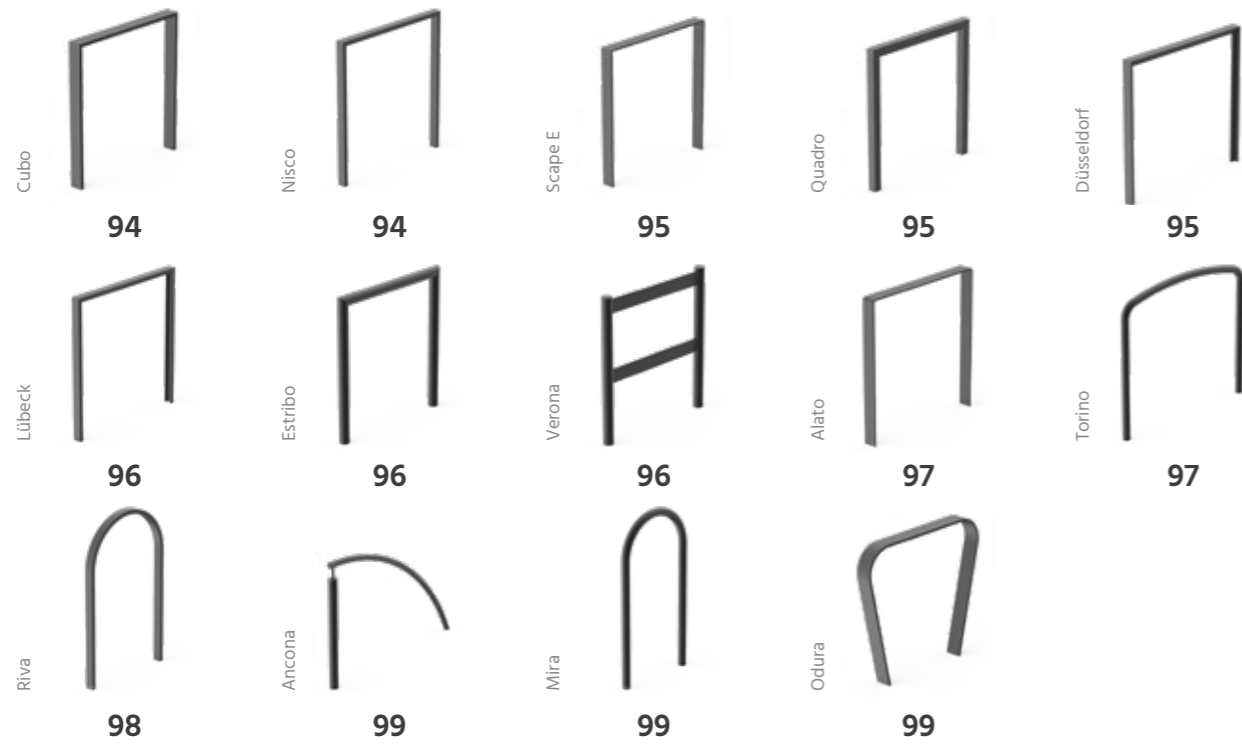 Cubo
94
Nisco
94
Scape E
95
Quadro
95
Düsseldorf
95
Lübeck
96
Estribo
96
Verona
96
Alato
97
Torino
97
Riva
98
Ancona
99
Mira
99
Odura
99